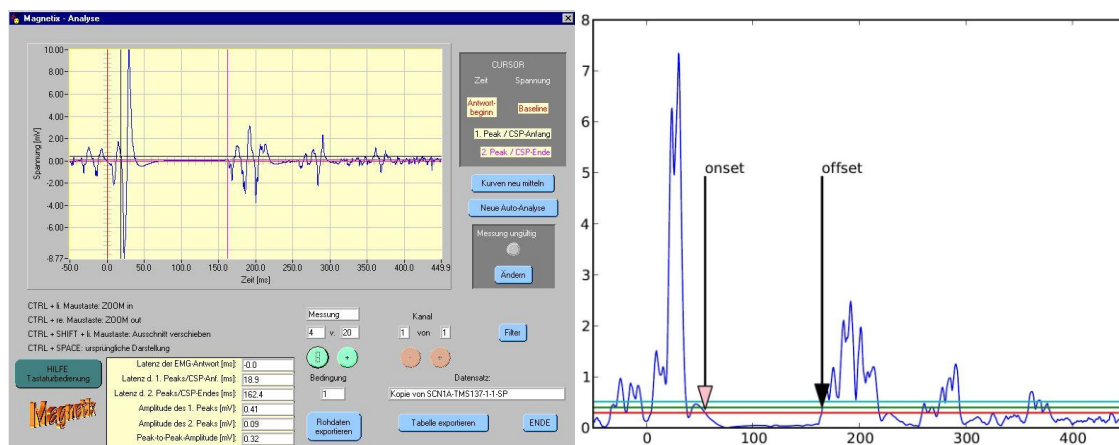 Magnetix - Analyse
10.00
8.00
6.00
4.00
2.00
0.00
-2.00
-4.00
-6.00
-8.77
Spannung [mV]
-50.0 0.0 50.0 100.0 150.0 200.0 250.0 300.0 350.0 400.0 449.9
Zeit [ms]
CURSOR
Zeit Spannung
Antwort-
beginn
Baseline
1. Peak / CSP-Anfang
2. Peak / CSP-Ende
Kurven neu mitteln
Neue Auto-Analyse
Messung ungültig
Ändern
CTRL + li. Maustaste: ZOOM in
CTRL + re. Maustaste: ZOOM out
CTRL + SHIFT + li. Maustaste: Ausschnitt verschieben
CTRL + SPACE: ursprüngliche Darstellung
HILFE
Tastaturbedienung
Magnetix
Latenz der EMG-Antwort [ms]: -0.0
Latenz d. 1. Peaks/CSP-Anf. [ms]: 18.9
Latenz d. 2. Peaks/CSP-Endes [ms]: 162.4
Amplitude des 1. Peaks [mV]: 0.41
Amplitude des 2. Peaks [mV]: 0.09
Peak-to-Peak-Amplitude [mV]: 0.32
Messung
4 v. 20
Kanal
1 von 1
Filter
Bedingung
1
Datensatz:
Kopie von SCN1A-TMS137-1-1-SP
Rohdaten
exportieren
Tabelle exportieren
ENDE
8
7
6
5
4
3
2
1
0
onset
offset
0 100 200 300 400